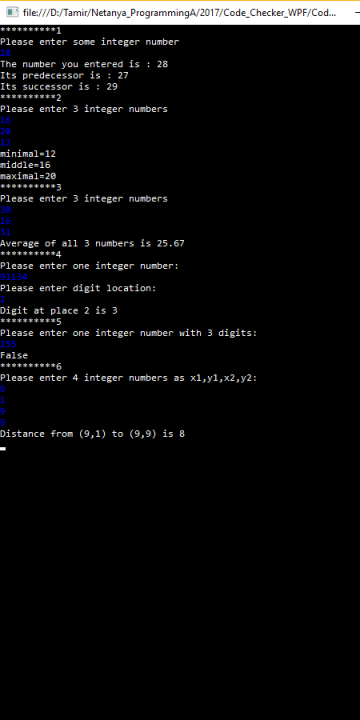 file:///D:/Tamir/Netanya_ProgrammingA/2017/Code_Checker_WPF/Cod...
**********1
Please enter some integer number
28
The number you entered is : 28
Its predecessor is : 27
Its successor is : 29
**********2
Please enter 3 integer numbers
16
20
12
minimal=12
middle=16
maximal=20
**********3
Please enter 3 integer numbers
30
16
31
Average of all 3 numbers is 25.67
**********4
Please enter one integer number:
Please enter digit location:
2
Digit at place 2 is 3
**********5
Please enter one integer number with 3 digits:
255
False
**********6
Please enter 4 integer numbers as x1,y1,x2,y2:
9
1
9
9
Distance from (9,1) to (9,9) is 8